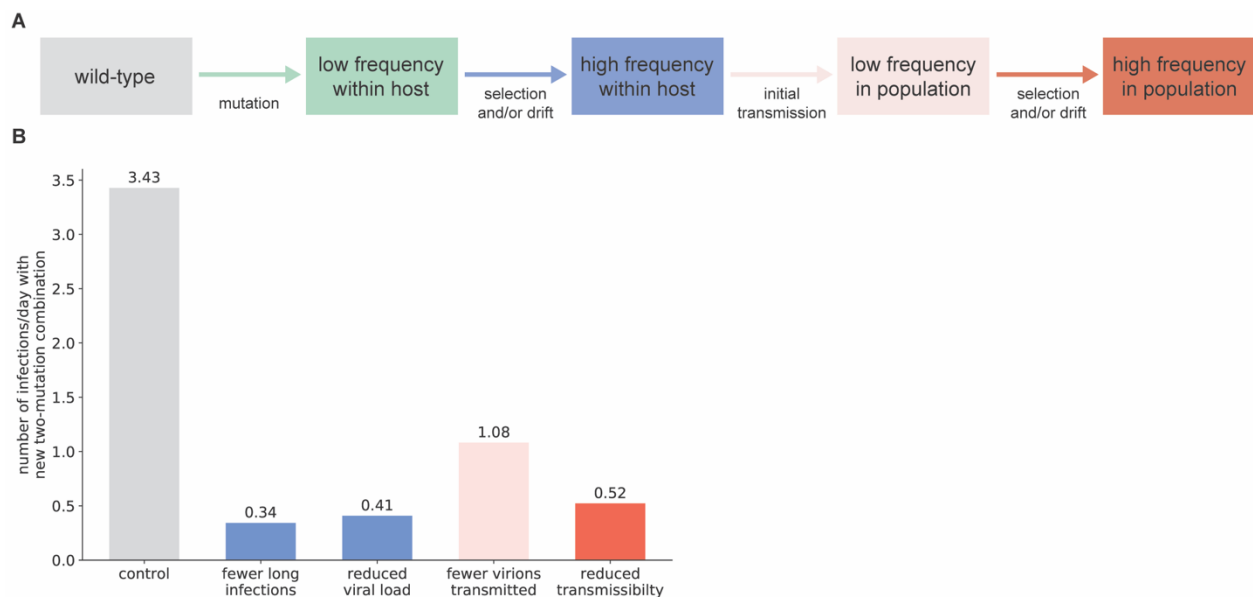 A
wild-type
mutation
low frequency
within host
selection
and/or drift
high frequency
within host
initial
transmission
low frequency
in population
selection
and/or drift
high frequency
in population
B
number of infections/day with
new two-mutation combination
3.5
3.0
2.5
2.0
1.5
1.0
0.5
0.0
3.43
0.34
0.41
1.08
0.52
control
fewer long
infections
reduced
viral load
fewer virions
transmitted
reduced
transmissibilty